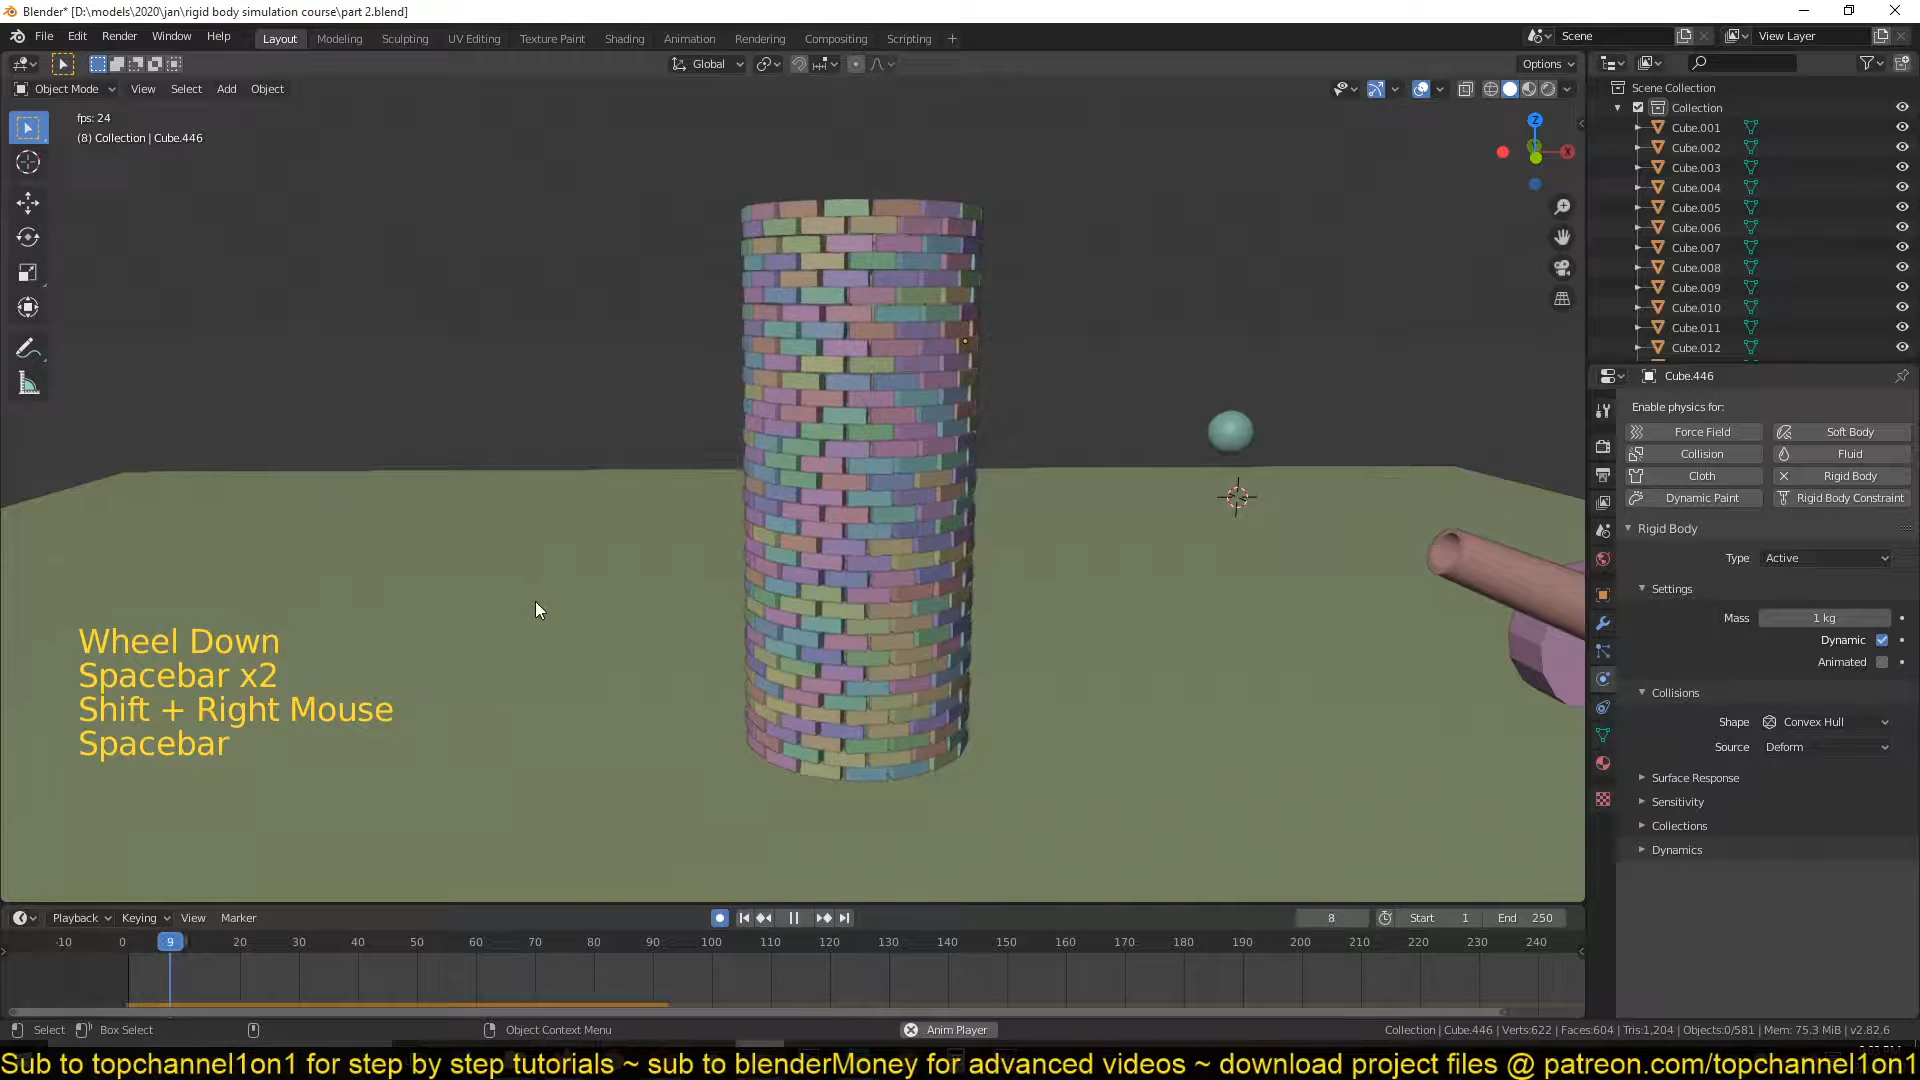 Blender* [D:\models\2020\jan\rigid body simulation course\part 2.blend]
File Edit Render Window Help
Layout Modeling Sculpting UV Editing Texture Paint Shading Animation Rendering Compositing Scripting +
Scene View Layer
Global Options
Object Mode View Select Add Object
fps: 24
(8) Collection | Cube.446
Z
X
Scene Collection
Collection
Cube.001
Cube.002
Cube.003
Cube.004
Cube.005
Cube.006
Cube.007
Cube.008
Cube.009
Cube.010
Cube.011
Cube.012
Cube.446
Enable physics for:
Force Field Soft Body
Collision Fluid
Cloth Rigid Body
Dynamic Paint Rigid Body Constraint
Rigid Body
Type Active
Settings
Mass 1 kg
Dynamic
Animated
Collisions
Shape Convex Hull
Source Deform
Surface Response
Sensitivity
Collections
Dynamics
Wheel Down
Spacebar x2
Shift + Right Mouse
Spacebar
Playback Keying View Marker 8 Start 1 End 250
-10 0 9 20 30 40 50 60 70 80 90 100 110 120 130 140 150 160 170 180 190 200 210 220 230 240
Select Box Select Object Context Menu Anim Player Collection | Cube.446 | Verts:622 | Faces:604 | Tris:1,204 | Objects:0/581 | Mem: 75.3 MiB | v2.82.6
Sub to topchannel1on1 for step by step tutorials ~ sub to blenderMoney for advanced videos ~ download project files @ patreon.com/topchannel1on1